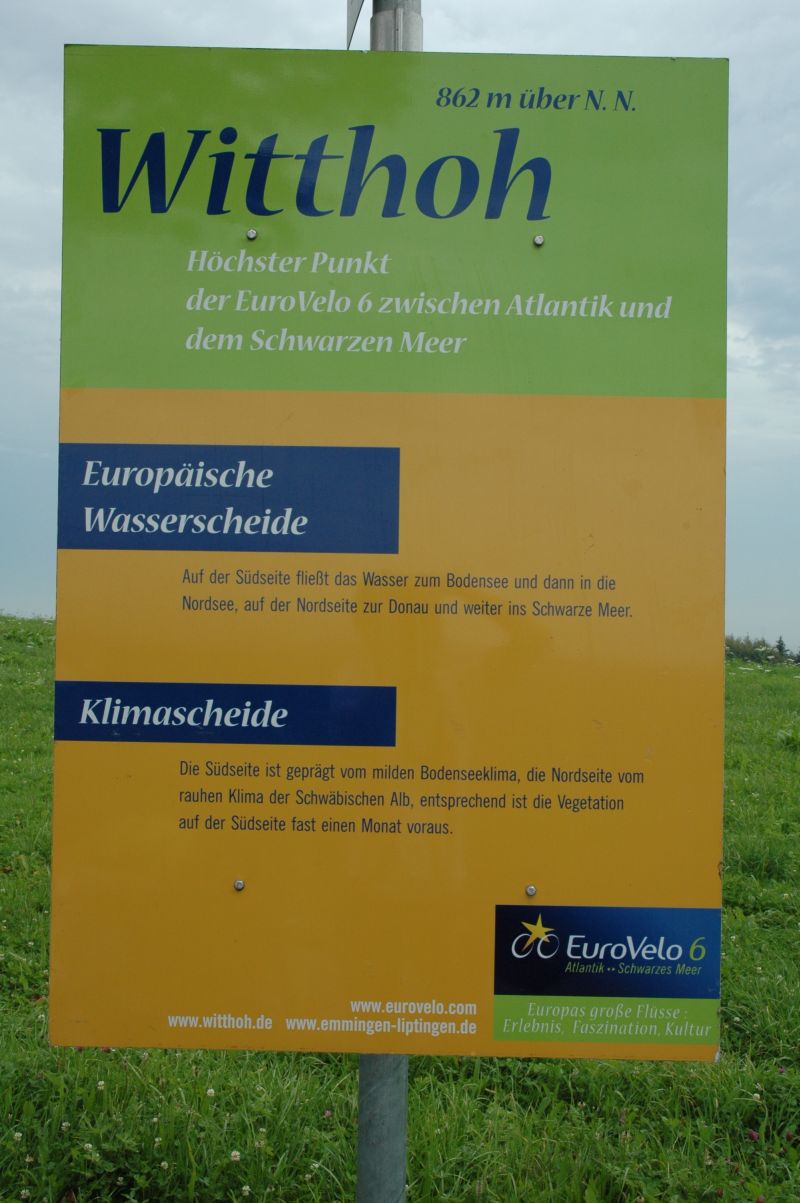 862 m über N. N.
Witthoh
Höchster Punkt
der EuroVelo 6 zwischen Atlantik und
dem Schwarzen Meer
Europäische
Wasserscheide
Auf der Südseite fließt das Wasser zum Bodensee und dann in die
Nordsee, auf der Nordseite zur Donau und weiter ins Schwarze Meer.
Klimascheide
Die Südseite ist geprägt vom milden Bodenseeklima, die Nordseite vom
rauhen Klima der Schwäbischen Alb, entsprechend ist die Vegetation
auf der Südseite fast einen Monat voraus.
www.eurovelo.com
www.witthoh.de www.emmingen-liptingen.de
EuroVelo 6
Atlantik ↔ Schwarzes Meer
Europas große Flüsse:
Erlebnis, Faszination, Kultur